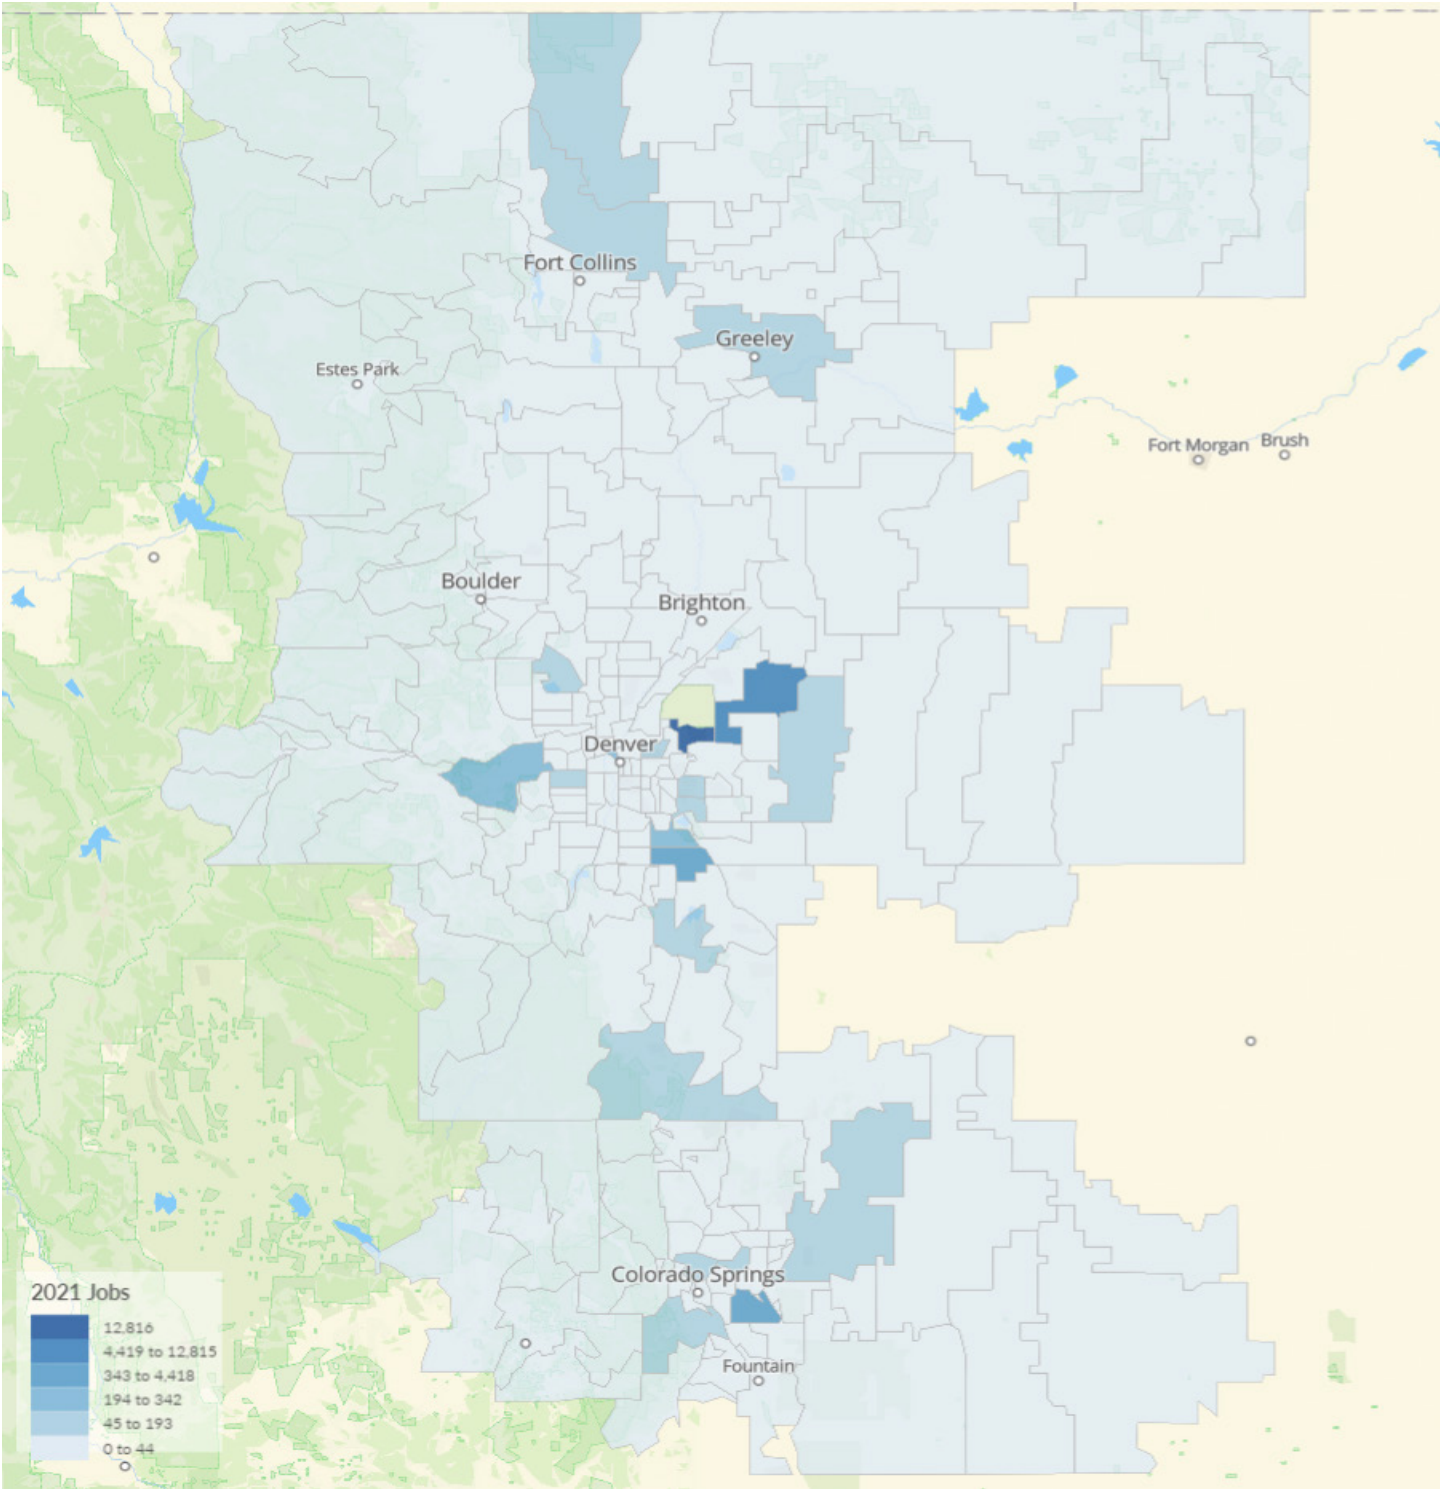 Fort Collins
Greeley
Estes Park
Fort Morgan
Brush
Boulder
Brighton
Denver
Colorado Springs
Fountain
2021 Jobs
12,816
4,419 to 12,815
343 to 4,418
194 to 342
45 to 193
0 to 44